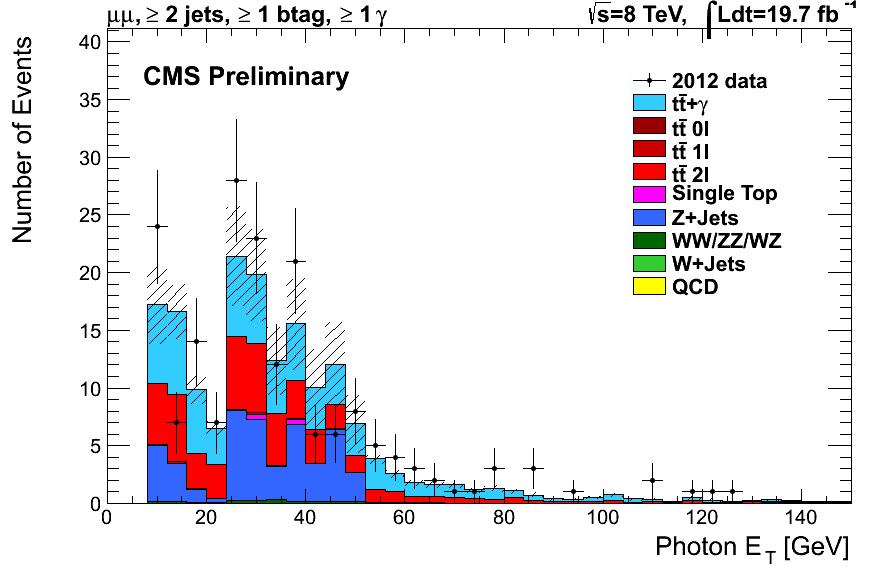 μμ, ≥ 2 jets, ≥ 1 btag, ≥ 1 γ
√s=8 TeV, ∫Ldt=19.7 fb⁻¹
CMS Preliminary
2012 data
tt̄+γ
tt̄ 0l
tt̄ 1l
tt̄ 2l
Single Top
Z+Jets
WW/ZZ/WZ
W+Jets
QCD
Number of Events
40
35
30
25
20
15
10
5
0
0 20 40 60 80 100 120 140
Photon E_T [GeV]